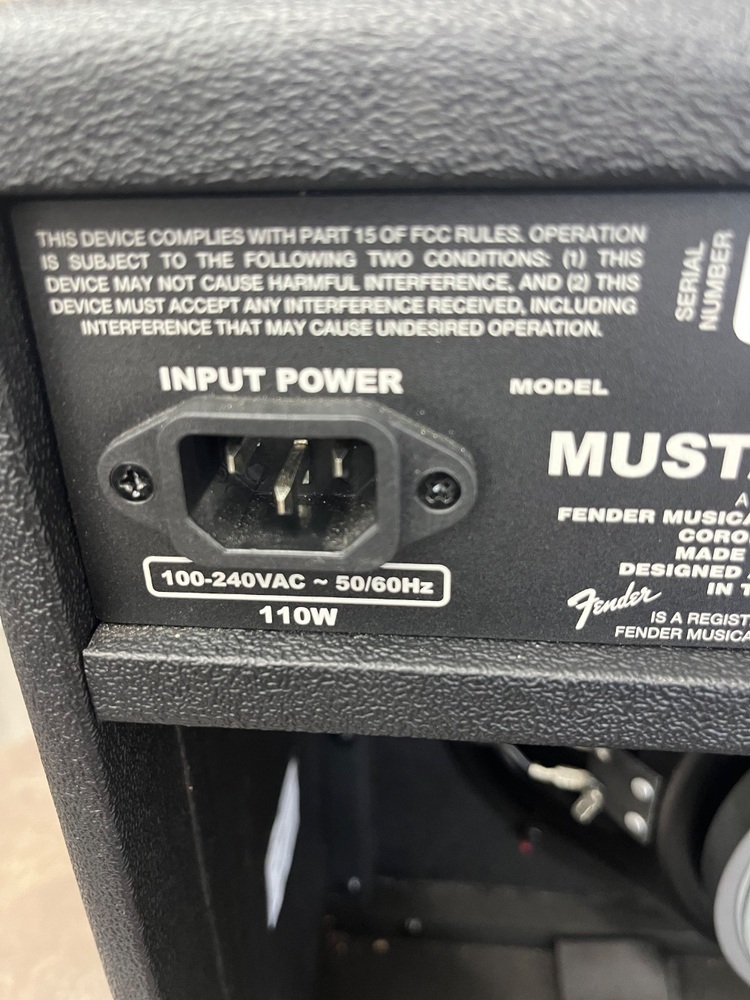 THIS DEVICE COMPLIES WITH PART 15 OF FCC RULES. OPERATION
IS SUBJECT TO THE FOLLOWING TWO CONDITIONS: (1) THIS
DEVICE MAY NOT CAUSE HARMFUL INTERFERENCE, AND (2) THIS
DEVICE MUST ACCEPT ANY INTERFERENCE RECEIVED, INCLUDING
INTERFERENCE THAT MAY CAUSE UNDESIRED OPERATION.
SERIAL
NUMBER
INPUT POWER
MODEL
MUST
A
FENDER MUSICA
CORO
MADE
DESIGNED
IN T
100-240VAC ~ 50/60Hz
110W
Fender
IS A REGIST
FENDER MUSICA